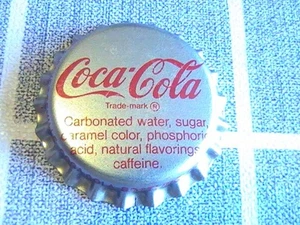 Coca-Cola
Trade-mark ®
Carbonated water, sugar,
caramel color, phosphoric
acid, natural flavorings,
caffeine.